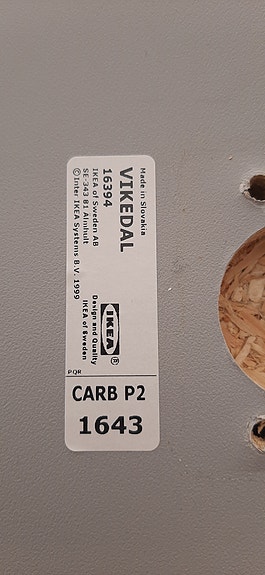 Made in Slovakia
VIKEDAL
16394
IKEA of Sweden AB
SE-343 81 Älmhult
© Inter IKEA Systems B.V. 1999
IKEA®
Design and Quality
IKEA of Sweden
PQR
CARB P2
1643